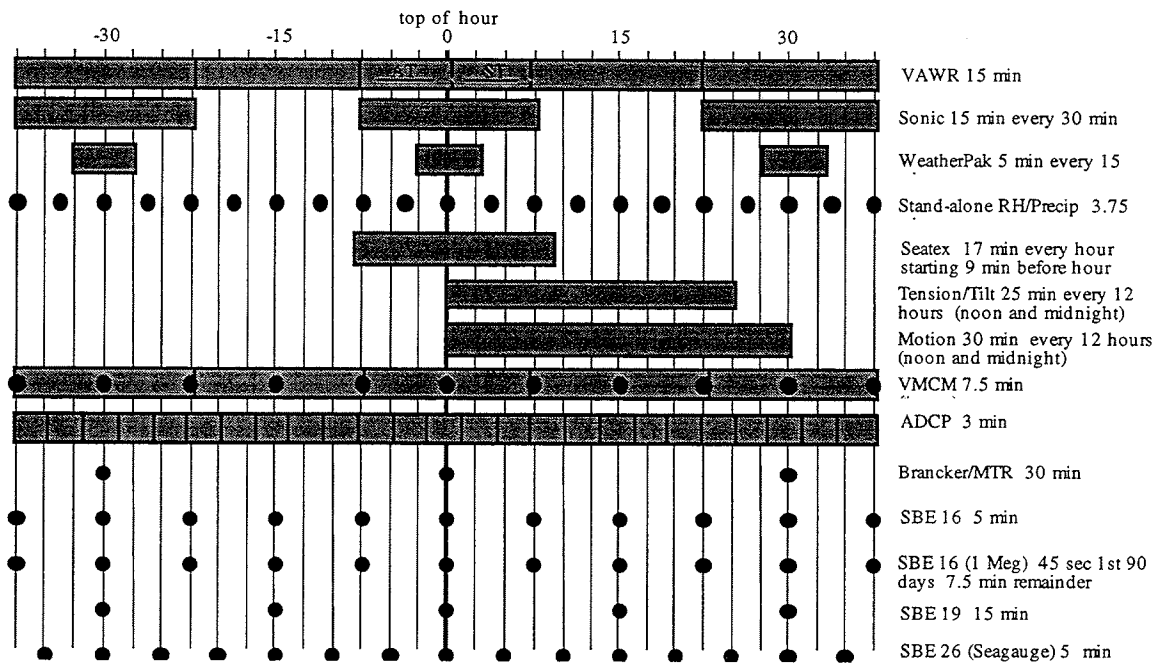 top of hour
-30 -15 0 15 30
AT ST
VAWR 15 min
Sonic 15 min every 30 min
WeatherPak 5 min every 15
Stand-alone RH/Precip 3.75
Seatex 17 min every hour
starting 9 min before hour
Tension/Tilt 25 min every 12
hours (noon and midnight)
Motion 30 min every 12 hours
(noon and midnight)
VMCM 7.5 min
ADCP 3 min
Brancker/MTR 30 min
SBE 16 5 min
SBE 16 (1 Meg) 45 sec 1st 90
days 7.5 min remainder
SBE 19 15 min
SBE 26 (Seagauge) 5 min